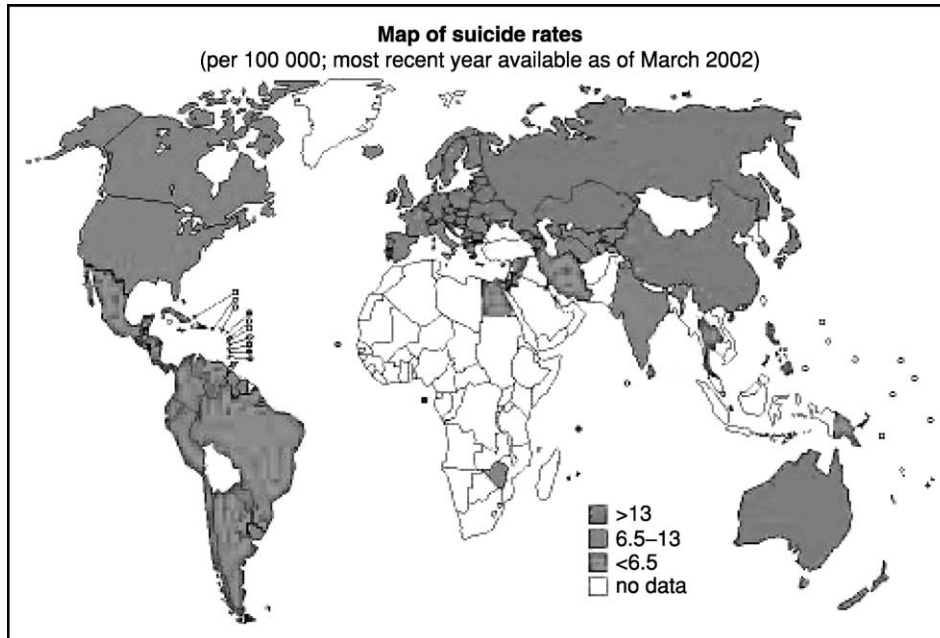 Map of suicide rates
(per 100 000; most recent year available as of March 2002)
>13
6.5–13
<6.5
no data